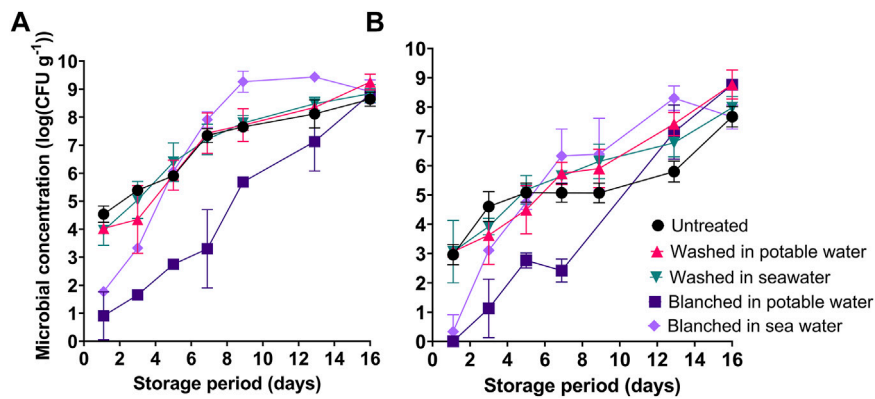 A
B
Microbial concentration (log(CFU g⁻¹))
10
9
8
7
6
5
4
3
2
1
0
0 2 4 6 8 10 12 14 16
Storage period (days)
10
9
8
7
6
5
4
3
2
1
0
0 2 4 6 8 10 12 14 16
Storage period (days)
Untreated
Washed in potable water
Washed in seawater
Blanched in potable water
Blanched in sea water